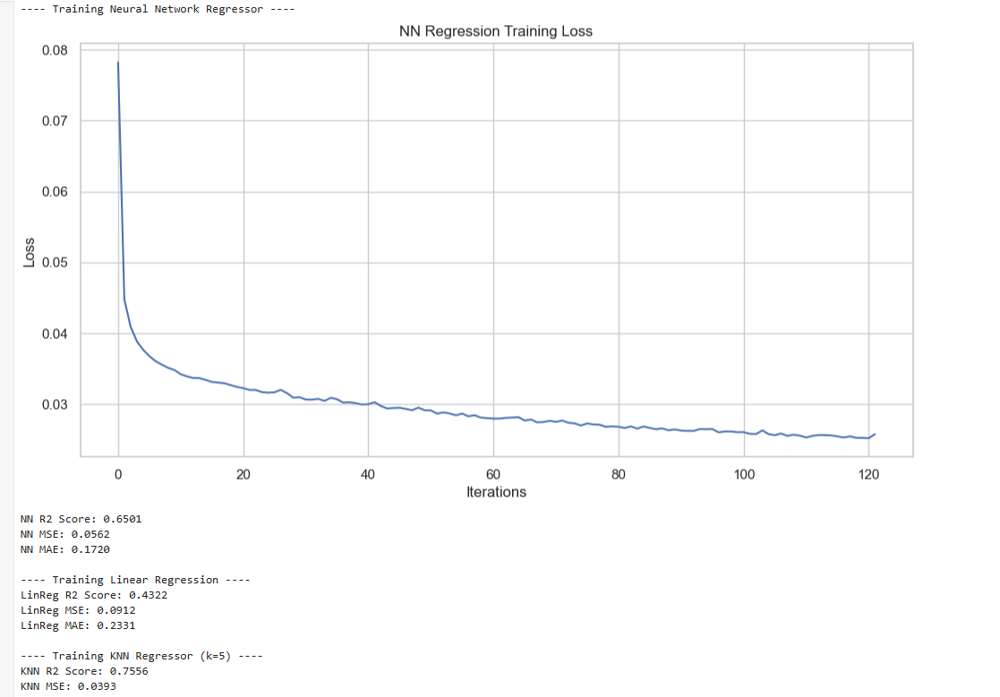 ---- Training Neural Network Regressor ----
NN Regression Training Loss
0.08
0.07
0.06
0.05
0.04
0.03
Loss
0 20 40 60 80 100 120
Iterations
NN R2 Score: 0.6501
NN MSE: 0.0562
NN MAE: 0.1720
---- Training Linear Regression ----
LinReg R2 Score: 0.4322
LinReg MSE: 0.0912
LinReg MAE: 0.2331
---- Training KNN Regressor (k=5) ----
KNN R2 Score: 0.7556
KNN MSE: 0.0393